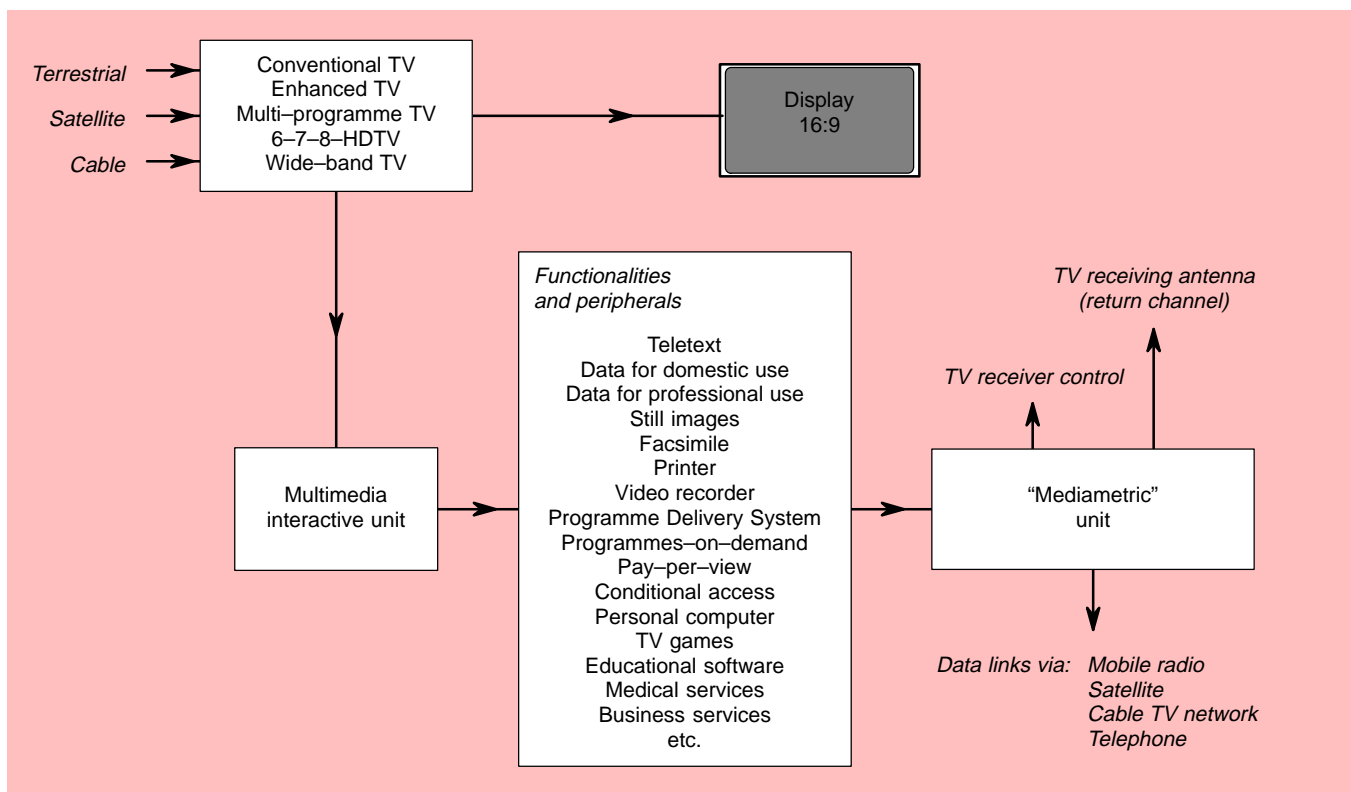 Terrestrial
Satellite
Cable
Conventional TV
Enhanced TV
Multi–programme TV
6–7–8–HDTV
Wide–band TV
Display
16:9
Multimedia
interactive unit
Functionalities
and peripherals
Teletext
Data for domestic use
Data for professional use
Still images
Facsimile
Printer
Video recorder
Programme Delivery System
Programmes–on–demand
Pay–per–view
Conditional access
Personal computer
TV games
Educational software
Medical services
Business services
etc.
TV receiving antenna
(return channel)
TV receiver control
“Mediametric”
unit
Data links via: Mobile radio
Satellite
Cable TV network
Telephone